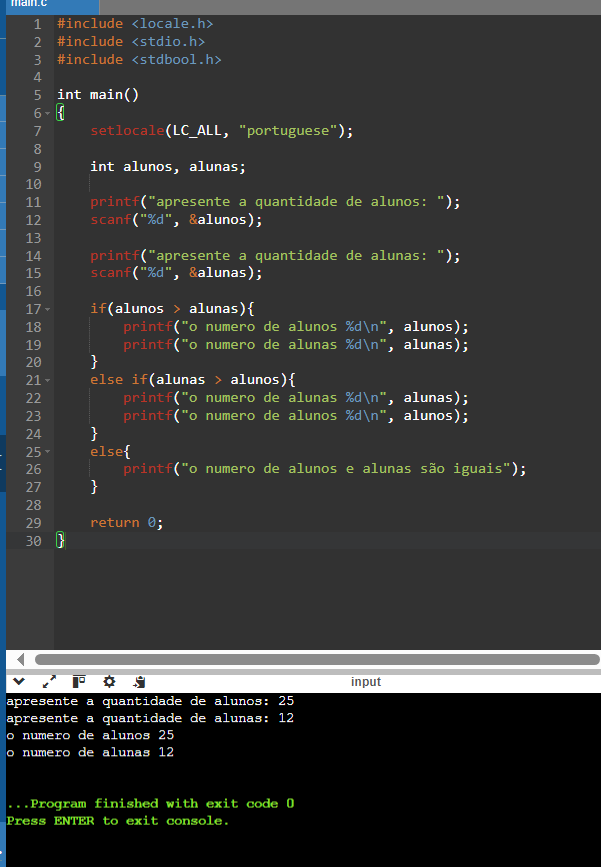 main.c
1 #include <locale.h>
2 #include <stdio.h>
3 #include <stdbool.h>
4
5 int main()
6 {
7     setlocale(LC_ALL, "portuguese");
8
9     int alunos, alunas;
10
11     printf("apresente a quantidade de alunos: ");
12     scanf("%d", &alunos);
13
14     printf("apresente a quantidade de alunas: ");
15     scanf("%d", &alunas);
16
17     if(alunos > alunas){
18         printf("o numero de alunos %d\n", alunos);
19         printf("o numero de alunas %d\n", alunas);
20     }
21     else if(alunas > alunos){
22         printf("o numero de alunas %d\n", alunas);
23         printf("o numero de alunos %d\n", alunos);
24     }
25     else{
26         printf("o numero de alunos e alunas são iguais");
27     }
28
29     return 0;
30 }
input
apresente a quantidade de alunos: 25
apresente a quantidade de alunas: 12
o numero de alunos 25
o numero de alunas 12
...Program finished with exit code 0
Press ENTER to exit console.